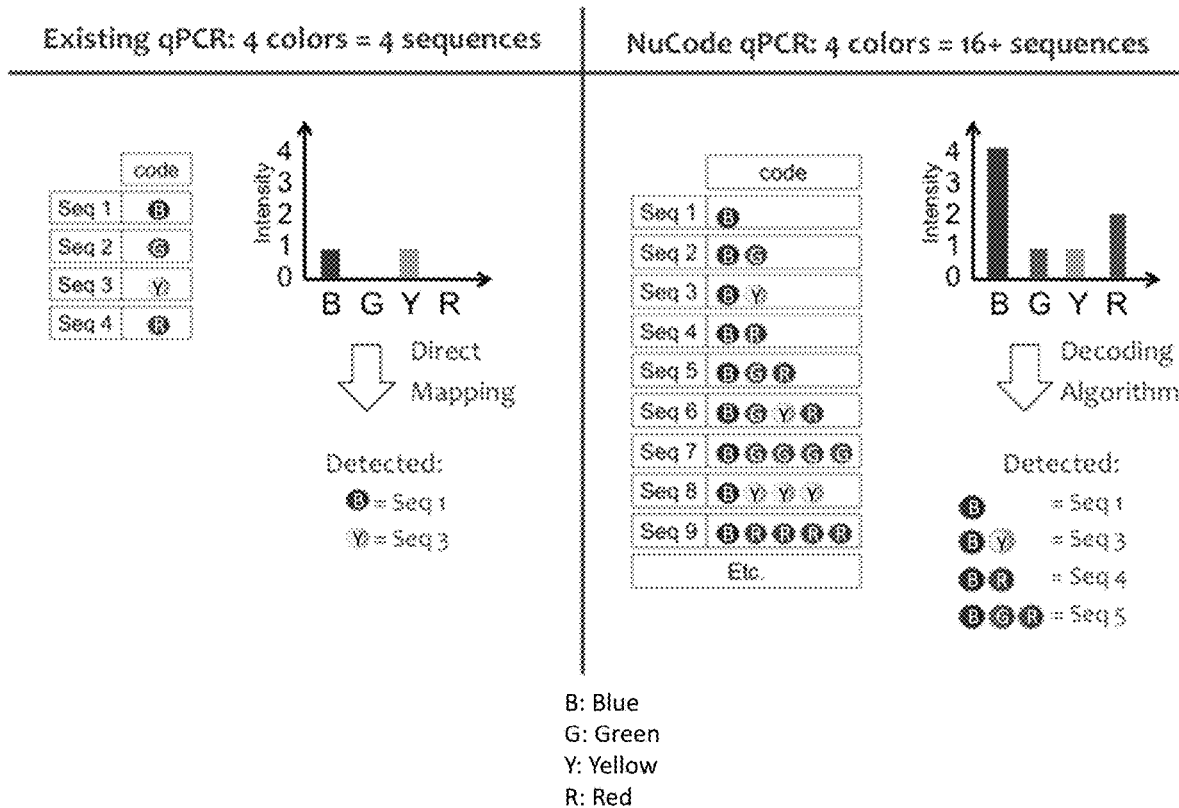 Existing qPCR: 4 colors = 4 sequences
code
Seq 1 B
Seq 2 G
Seq 3 Y
Seq 4 R
Intensity
4
3
2
1
0
B G Y R
Direct
Mapping
Detected:
B = Seq 1
Y = Seq 3
NuCode qPCR: 4 colors = 16+ sequences
code
Seq 1 B
Seq 2 B G
Seq 3 B Y
Seq 4 B R
Seq 5 B G R
Seq 6 B G Y R
Seq 7 B G G G G
Seq 8 B Y Y Y
Seq 9 B R R R R
Etc.
Intensity
4
3
2
1
0
B G Y R
Decoding
Algorithm
Detected:
B = Seq 1
B Y = Seq 3
B R = Seq 4
B G R = Seq 5
B: Blue
G: Green
Y: Yellow
R: Red